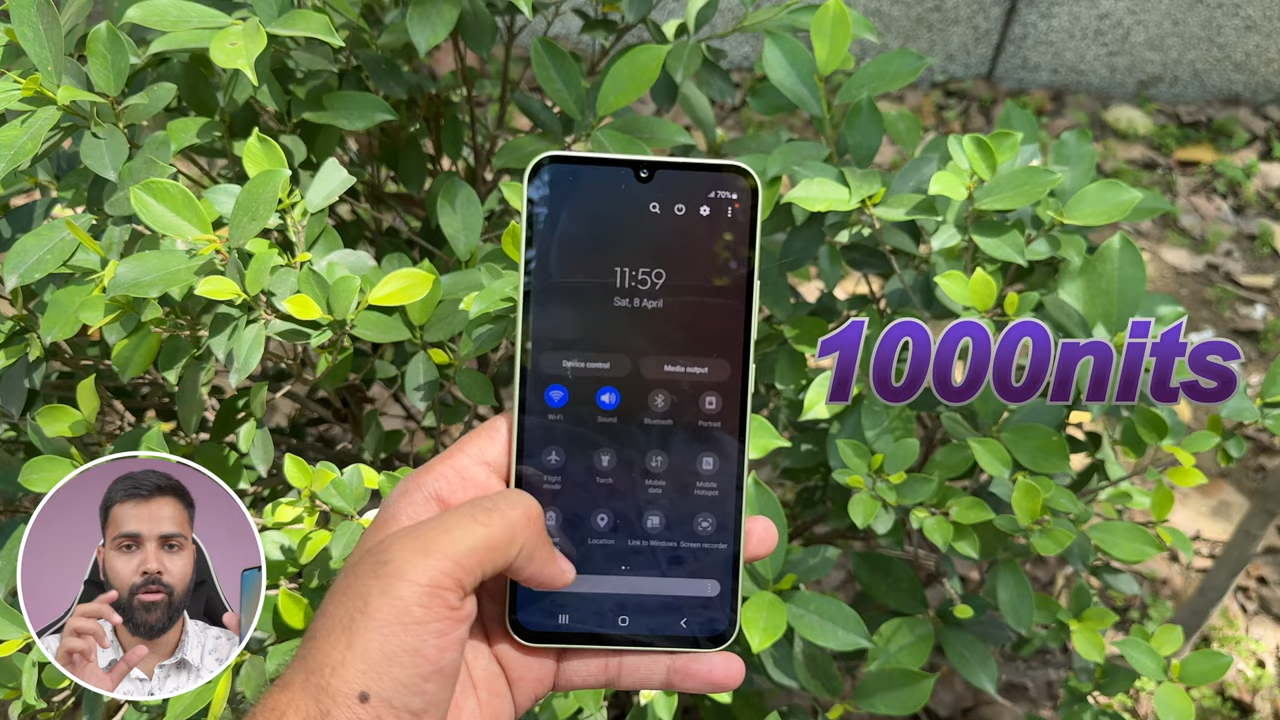 70%
11:59
Sat, 8 April
Device control
Media output
Wi-Fi
Sound
Bluetooth
Portrait
Flight
mode
Torch
Mobile
data
Mobile
Hotspot
Location
Link to Windows
Screen recorder
1000nits